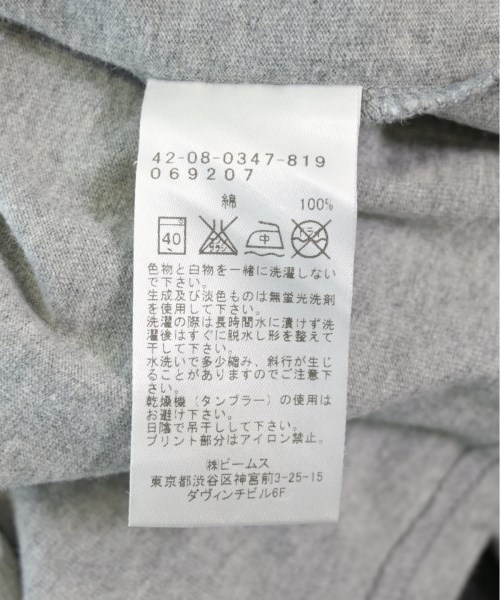 42-08-0347-819
069207
綿 100%
40 エンソサラシ 中 ドライ
色物と白物を一緒に洗濯しない
で下さい。
生成及び淡色ものは無蛍光洗剤
を使用して下さい。
洗濯の際は長時間水に漬けず洗
濯後はすぐに脱水し形を整えて
干して下さい。
水洗いで多少縮み、斜行が生じ
ることがありますのでご注意下
さい。
乾燥機（タンブラー）の使用は
お避け下さい。
日陰で吊干しして下さい。
プリント部分はアイロン禁止。
㈱ビームス
東京都渋谷区神宮前3-25-15
ダヴィンチビル6F